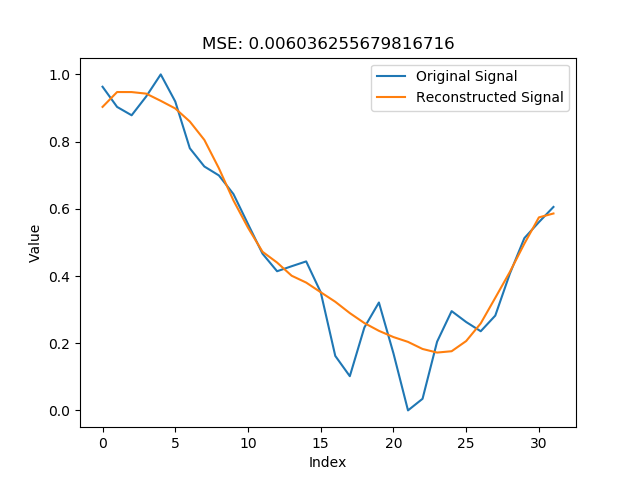 MSE: 0.006036255679816716
Original Signal
Reconstructed Signal
Value
1.0
0.8
0.6
0.4
0.2
0.0
0 5 10 15 20 25 30
Index